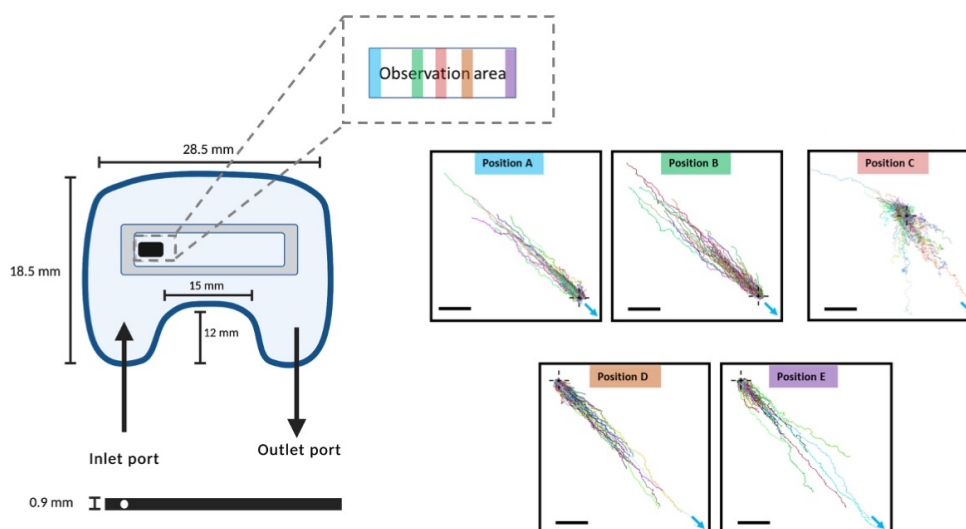 Observation area
28.5 mm
18.5 mm
15 mm
12 mm
Inlet port
Outlet port
0.9 mm
Position A
Position B
Position C
Position D
Position E